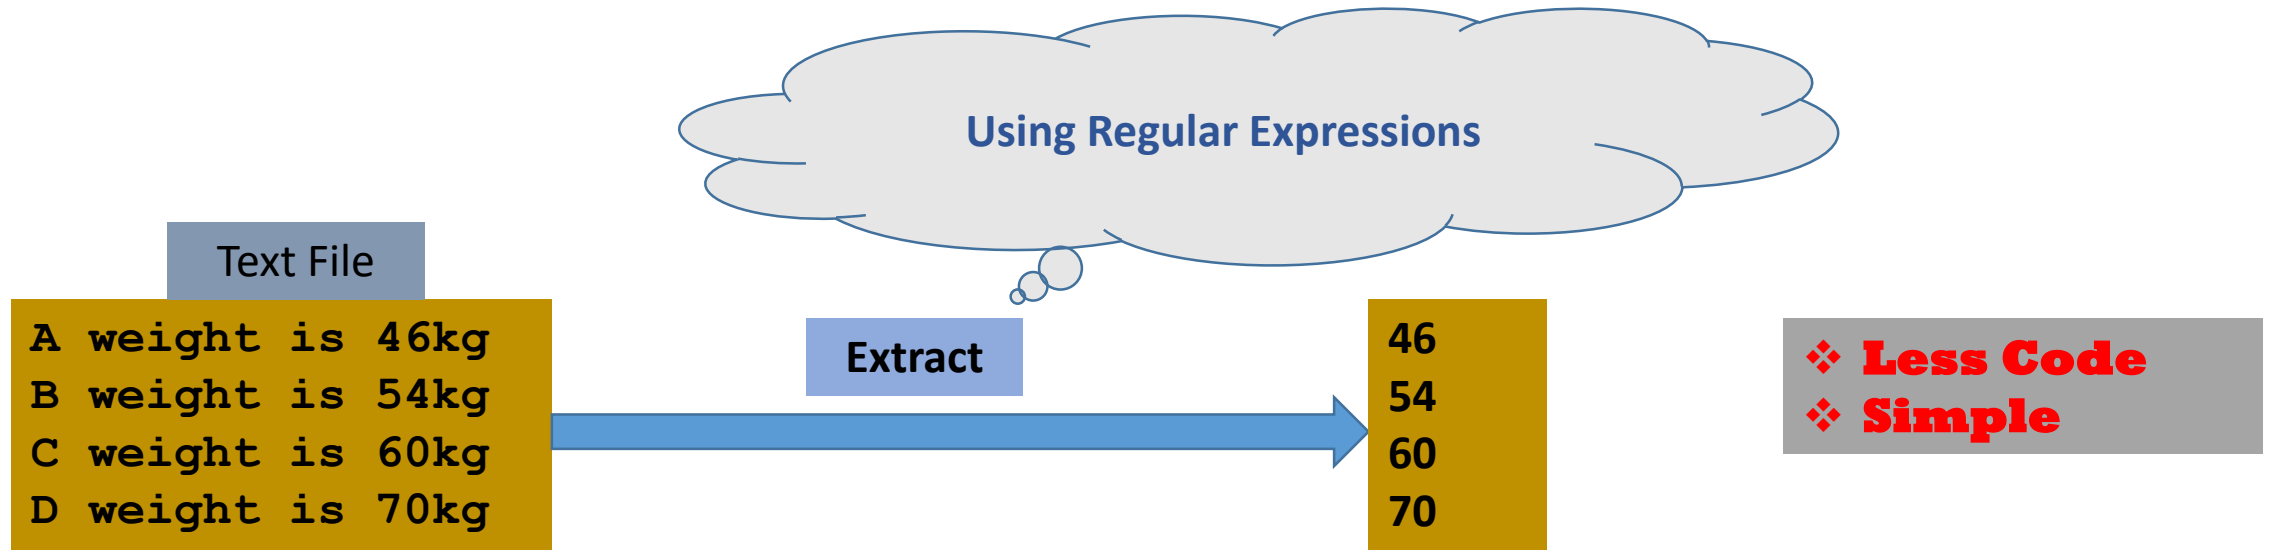 Using Regular Expressions
Text File
A weight is 46kg
B weight is 54kg
C weight is 60kg
D weight is 70kg
Extract
46
54
60
70
Less Code
Simple